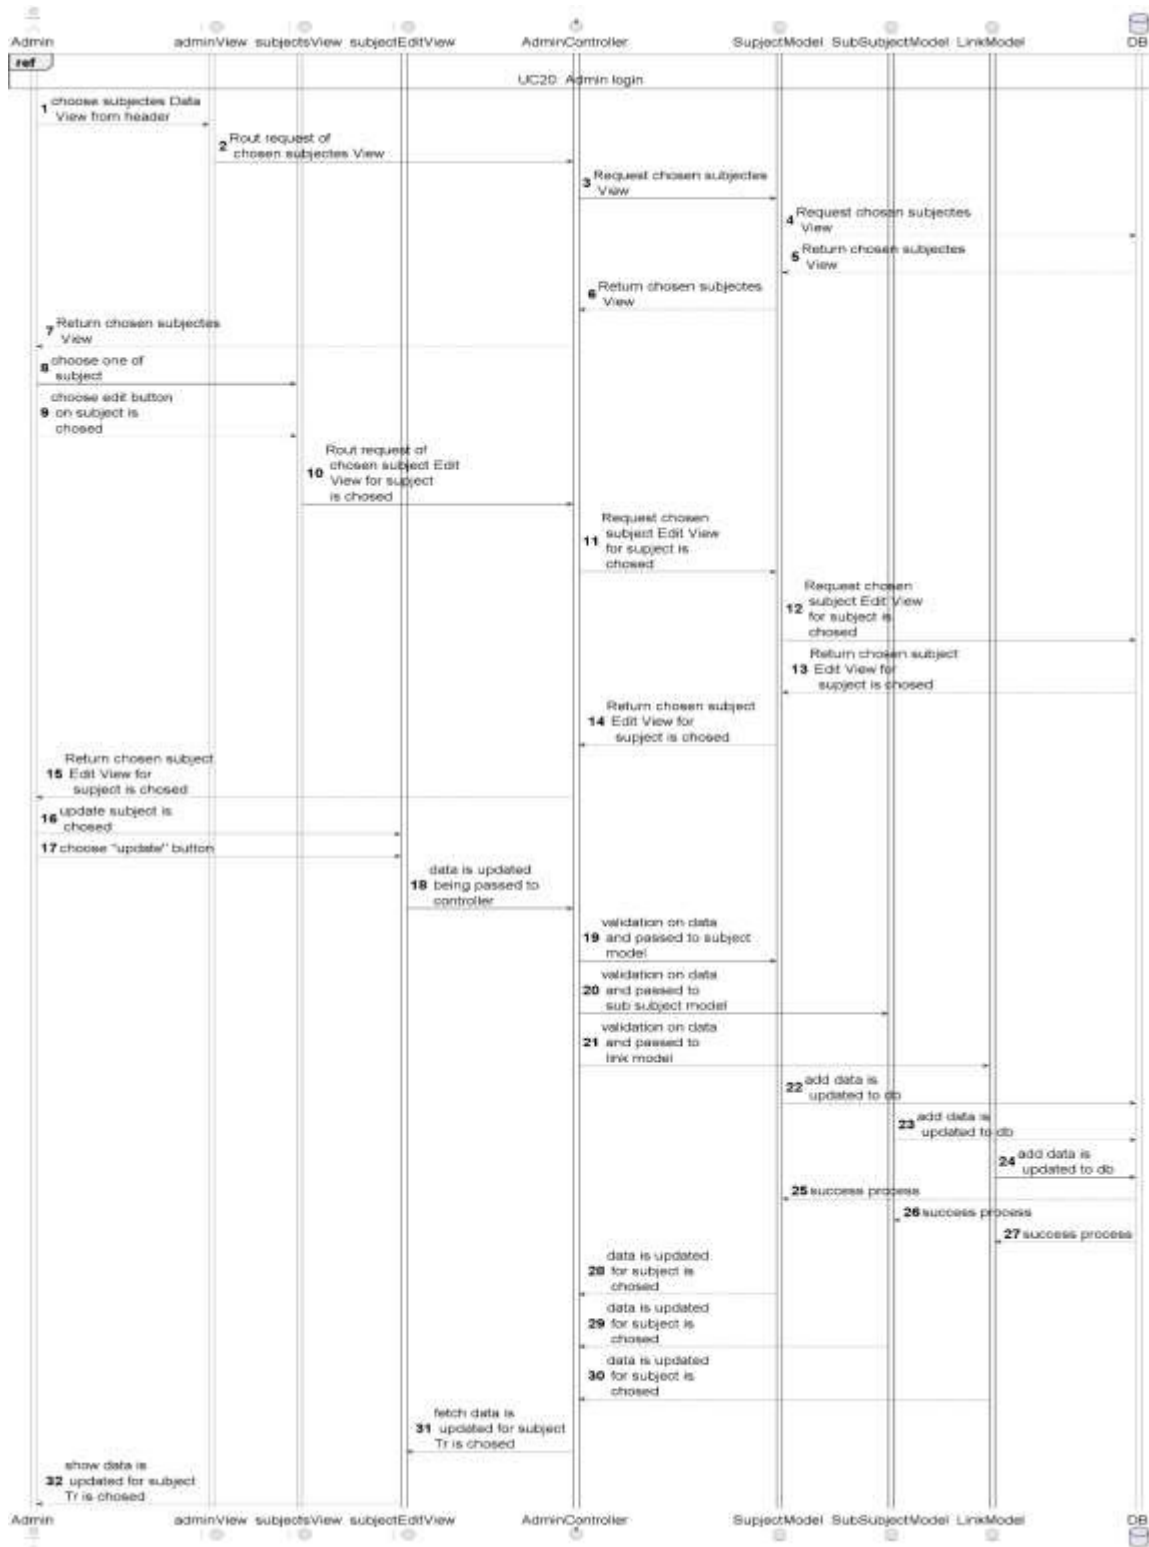 Admin adminView subjectsView subjectEditView AdminController SupjectModel SubSubjectModel LinkModel DB
ref
UC20 Admin login
1 choose subjectes Data
View from header
2 Rout request of
chosen subjectes View
3 Request chosen subjectes
View
4 Request chosen subjectes
View
5 Return chosen subjectes
View
6 Return chosen subjectes
View
7 Return chosen subjectes
View
8 choose one of
subject
choose edit button
9 on subject is
chosed
Rout request of
chosen subject Edit
10 View for supject
is chosed
Request chosen
subject Edit View
11 for supject is
chosed
Request chosen
subject Edit View
12 for subject is
chosed
Return chosen subject
13 Edit View for
supject is chosed
Return chosen subject
14 Edit View for
supject is chosed
Return chosen subject
15 Edit View for
supject is chosed
16 update subject is
chosed
17 choose "update" button
data is updated
18 being passed to
controller
validation on data
19 and passed to subject
model
validation on data
20 and passed to
sub subject model
validation on data
21 and passed to
link model
22 add data is
updated to db
23 add data is
updated to db
24 add data is
updated to db
25 success process
26 success process
27 success process
data is updated
28 for subject is
chosed
data is updated
29 for subject is
chosed
data is updated
30 for subject is
chosed
fetch data is
31 updated for subject
Tr is chosed
show data is
32 updated for subject
Tr is chosed
Admin adminView subjectsView subjectEditView AdminController SupjectModel SubSubjectModel LinkModel DB